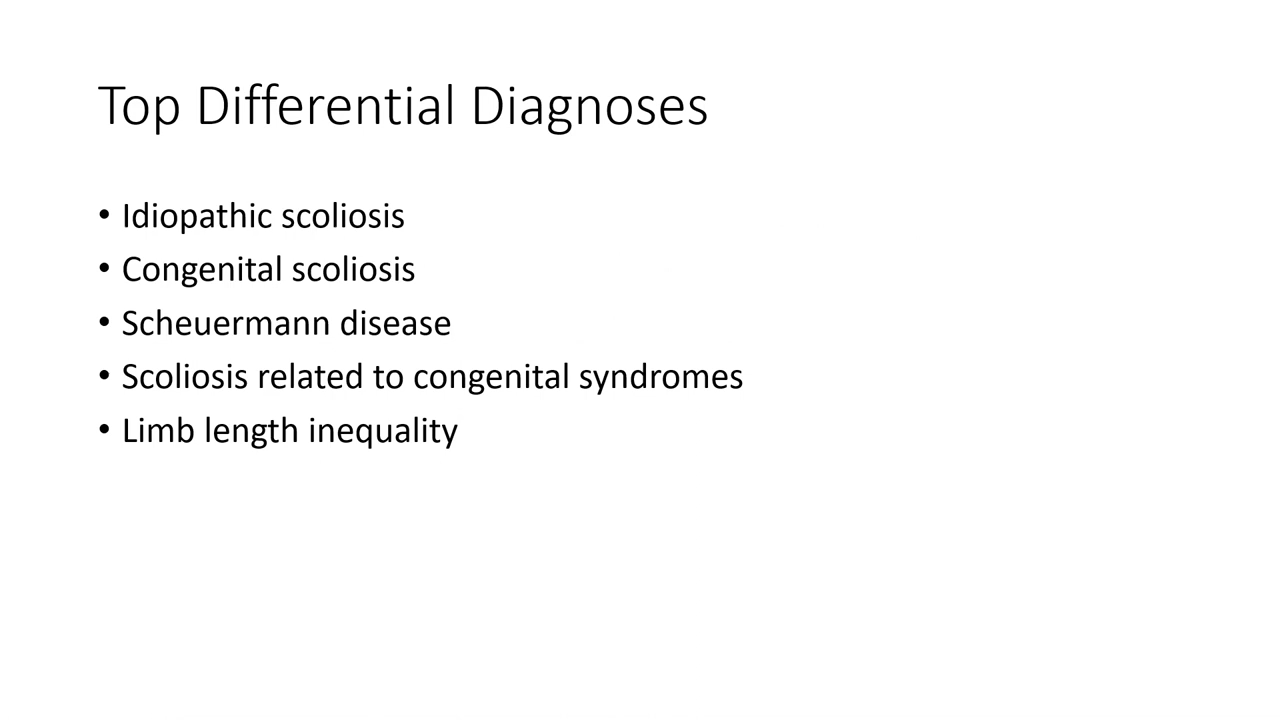 Top Differential Diagnoses
• Idiopathic scoliosis
• Congenital scoliosis
• Scheuermann disease
• Scoliosis related to congenital syndromes
• Limb length inequality